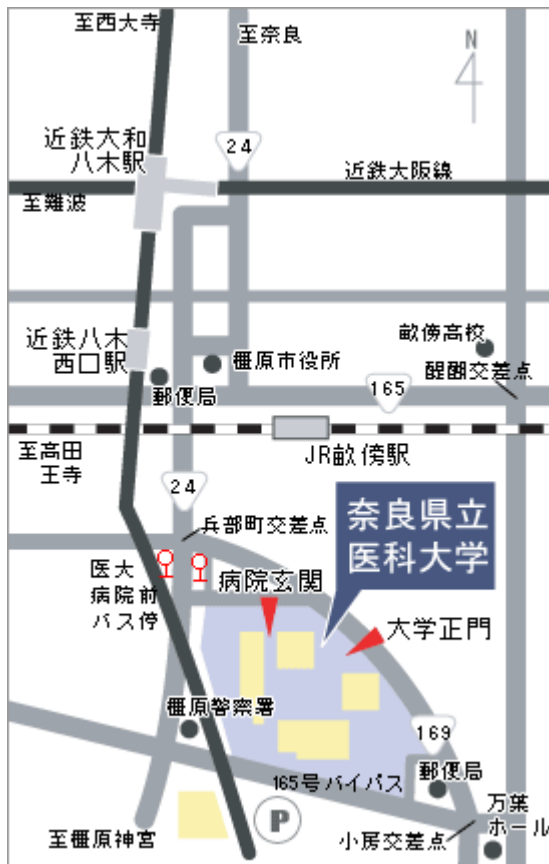 至西大寺
至奈良
N
近鉄大和
八木駅
24
近鉄大阪線
至難波
畝傍高校
近鉄八木
西口駅
橿原市役所
醍醐交差点
165
郵便局
至高田
王寺
JR畝傍駅
24
兵部町交差点
奈良県立
医科大学
医大
病院前
バス停
病院玄関
大学正門
橿原警察署
169
165号バイパス
郵便局
P
万葉
ホール
至橿原神宮
小房交差点